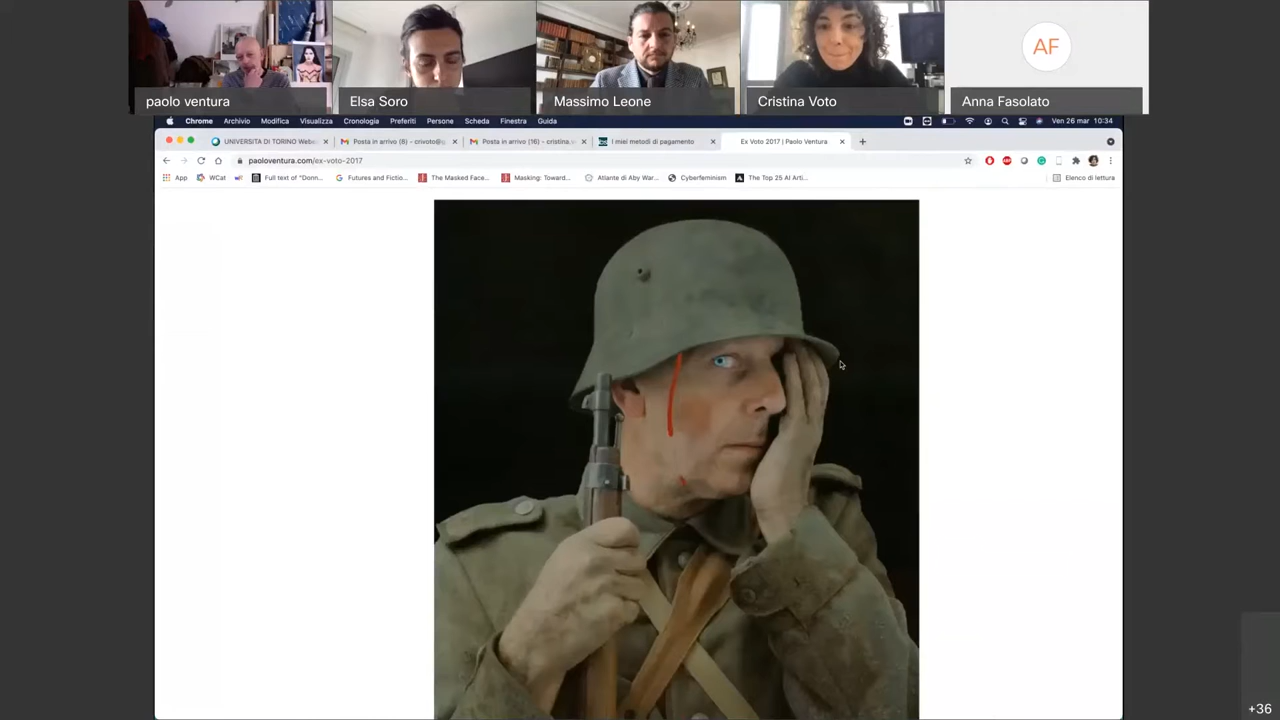 paolo ventura
Elsa Soro
Massimo Leone
Cristina Voto
AF
Anna Fasolato
Chrome Archivio Modifica Visualizza Cronologia Preferiti Persone Scheda Finestra Guida Ven 26 mar 10:34
UNIVERSITA DI TORINO Webe Posta in arrivo (6) - crivoto@g Posta in arrivo (16) - cristina.v I miei metodi di pagamento Ex Voto 2017 | Paolo Ventura
paoloventura.com/ex-voto-2017
App WCat Full text of "Donn... Futures and Fictio... The Masked Face... Masking: Toward... Atlante di Aby War... Cyberfeminism The Top 25 AI Arti... Elenco di lettura
+36